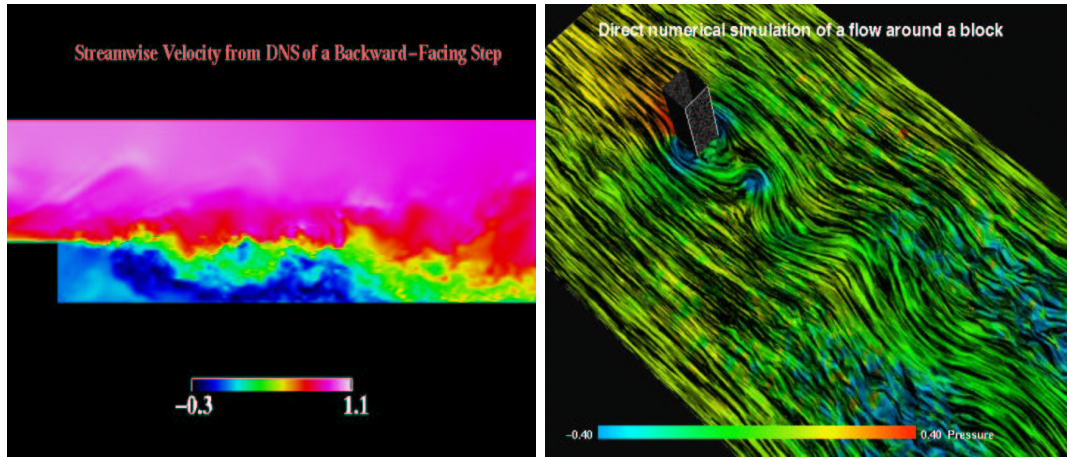 Streamwise Velocity from DNS of a Backward-Facing Step
-0.3 1.1
Direct numerical simulation of a flow around a block
-0.40 0.40 Pressure